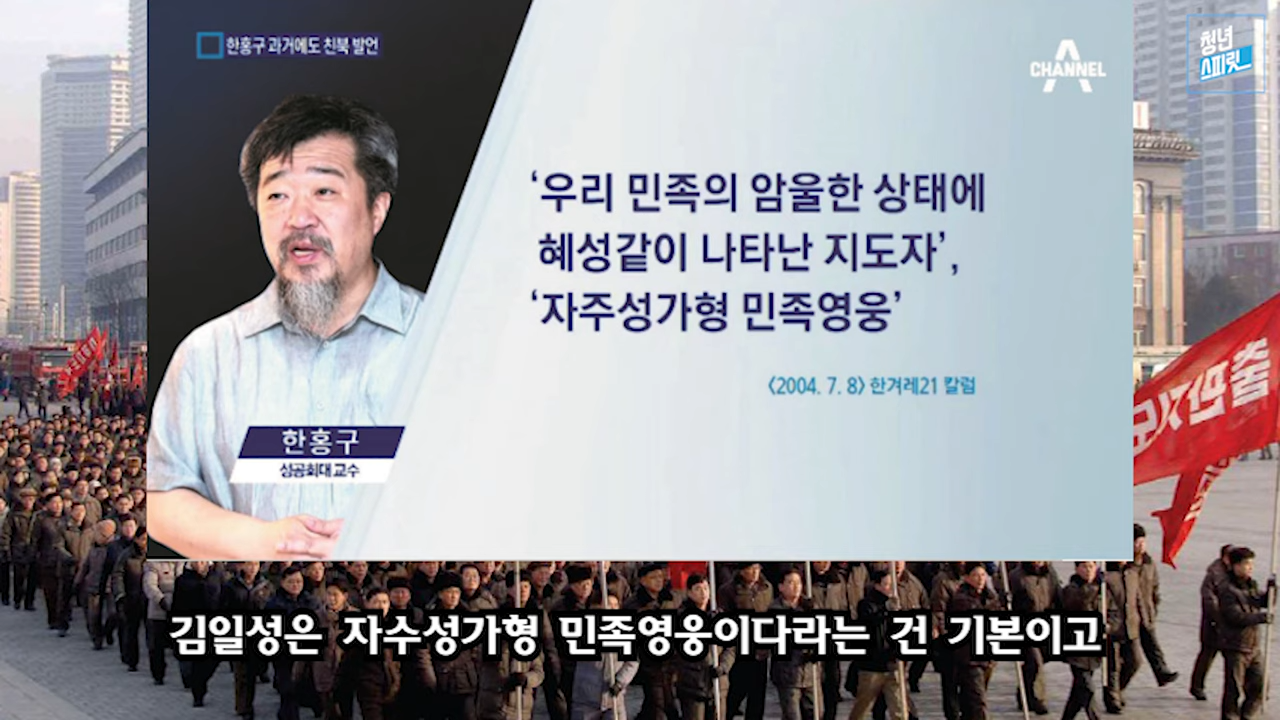 한홍구 과거에도 친북 발언
CHANNEL
청년
스피릿
‘우리 민족의 암울한 상태에
혜성같이 나타난 지도자’,
‘자주성가형 민족영웅’
〈2004. 7. 8〉 한겨레21 칼럼
한홍구
성공회대 교수
김일성은 자수성가형 민족영웅이다라는 건 기본이고